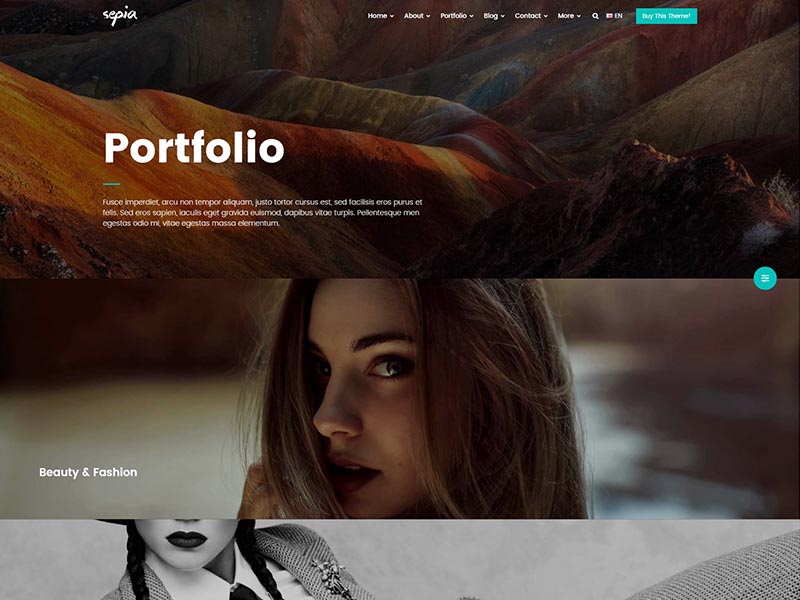 sepia
Home About Portfolio Blog Contact More EN Buy This Theme!
Portfolio
Fusce imperdiet, arcu non tempor aliquam, justo tortor cursus est, sed facilisis eros purus et
felis. Sed eros sapien, iaculis eget gravida euismod, dapibus vitae turpis. Pellentesque men
egestas odio mi, vitae egestas massa elementum.
Beauty & Fashion